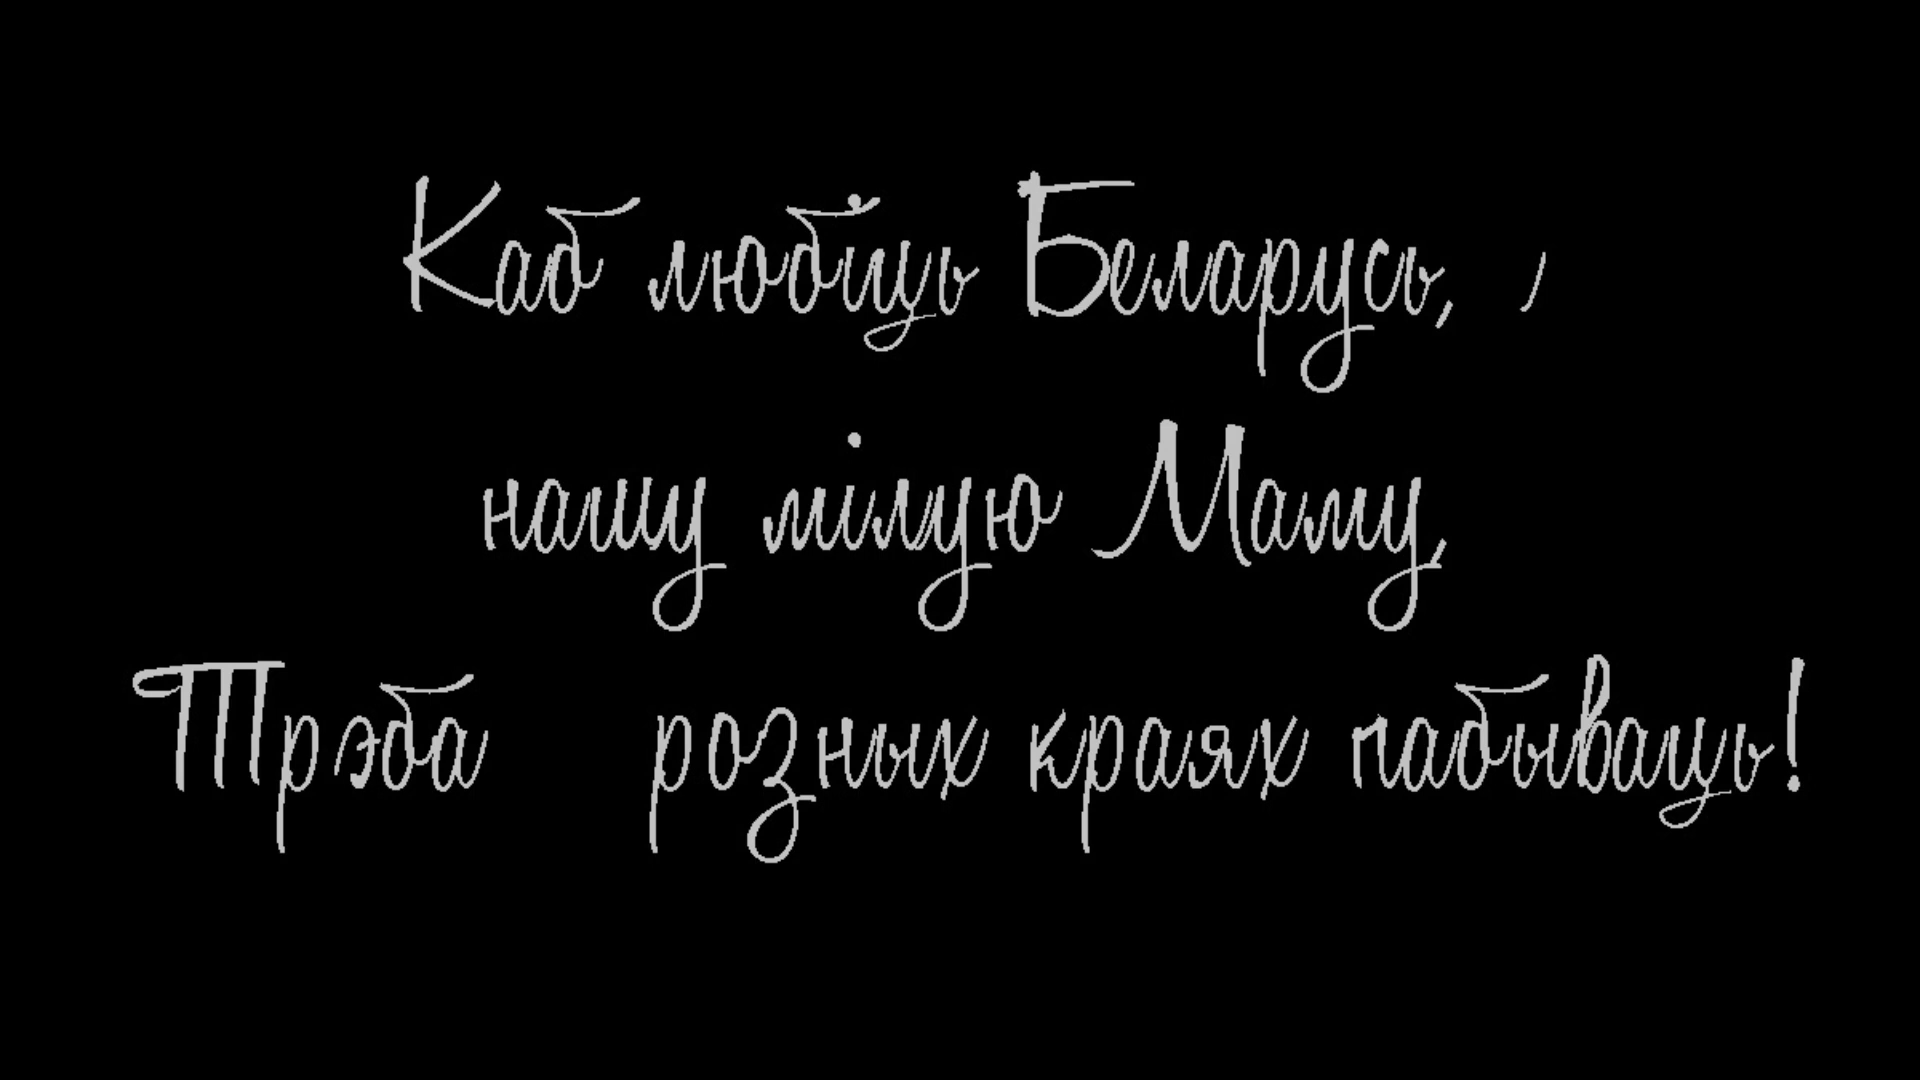 Каб любіць Беларусь,
нашу мілую Маму,
Трэба розных краях пабываць!